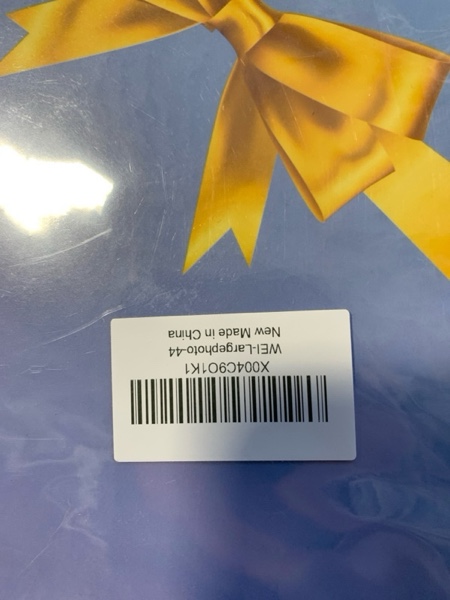 X004C9O1K1
WEI-Largephoto-44
New Made in China